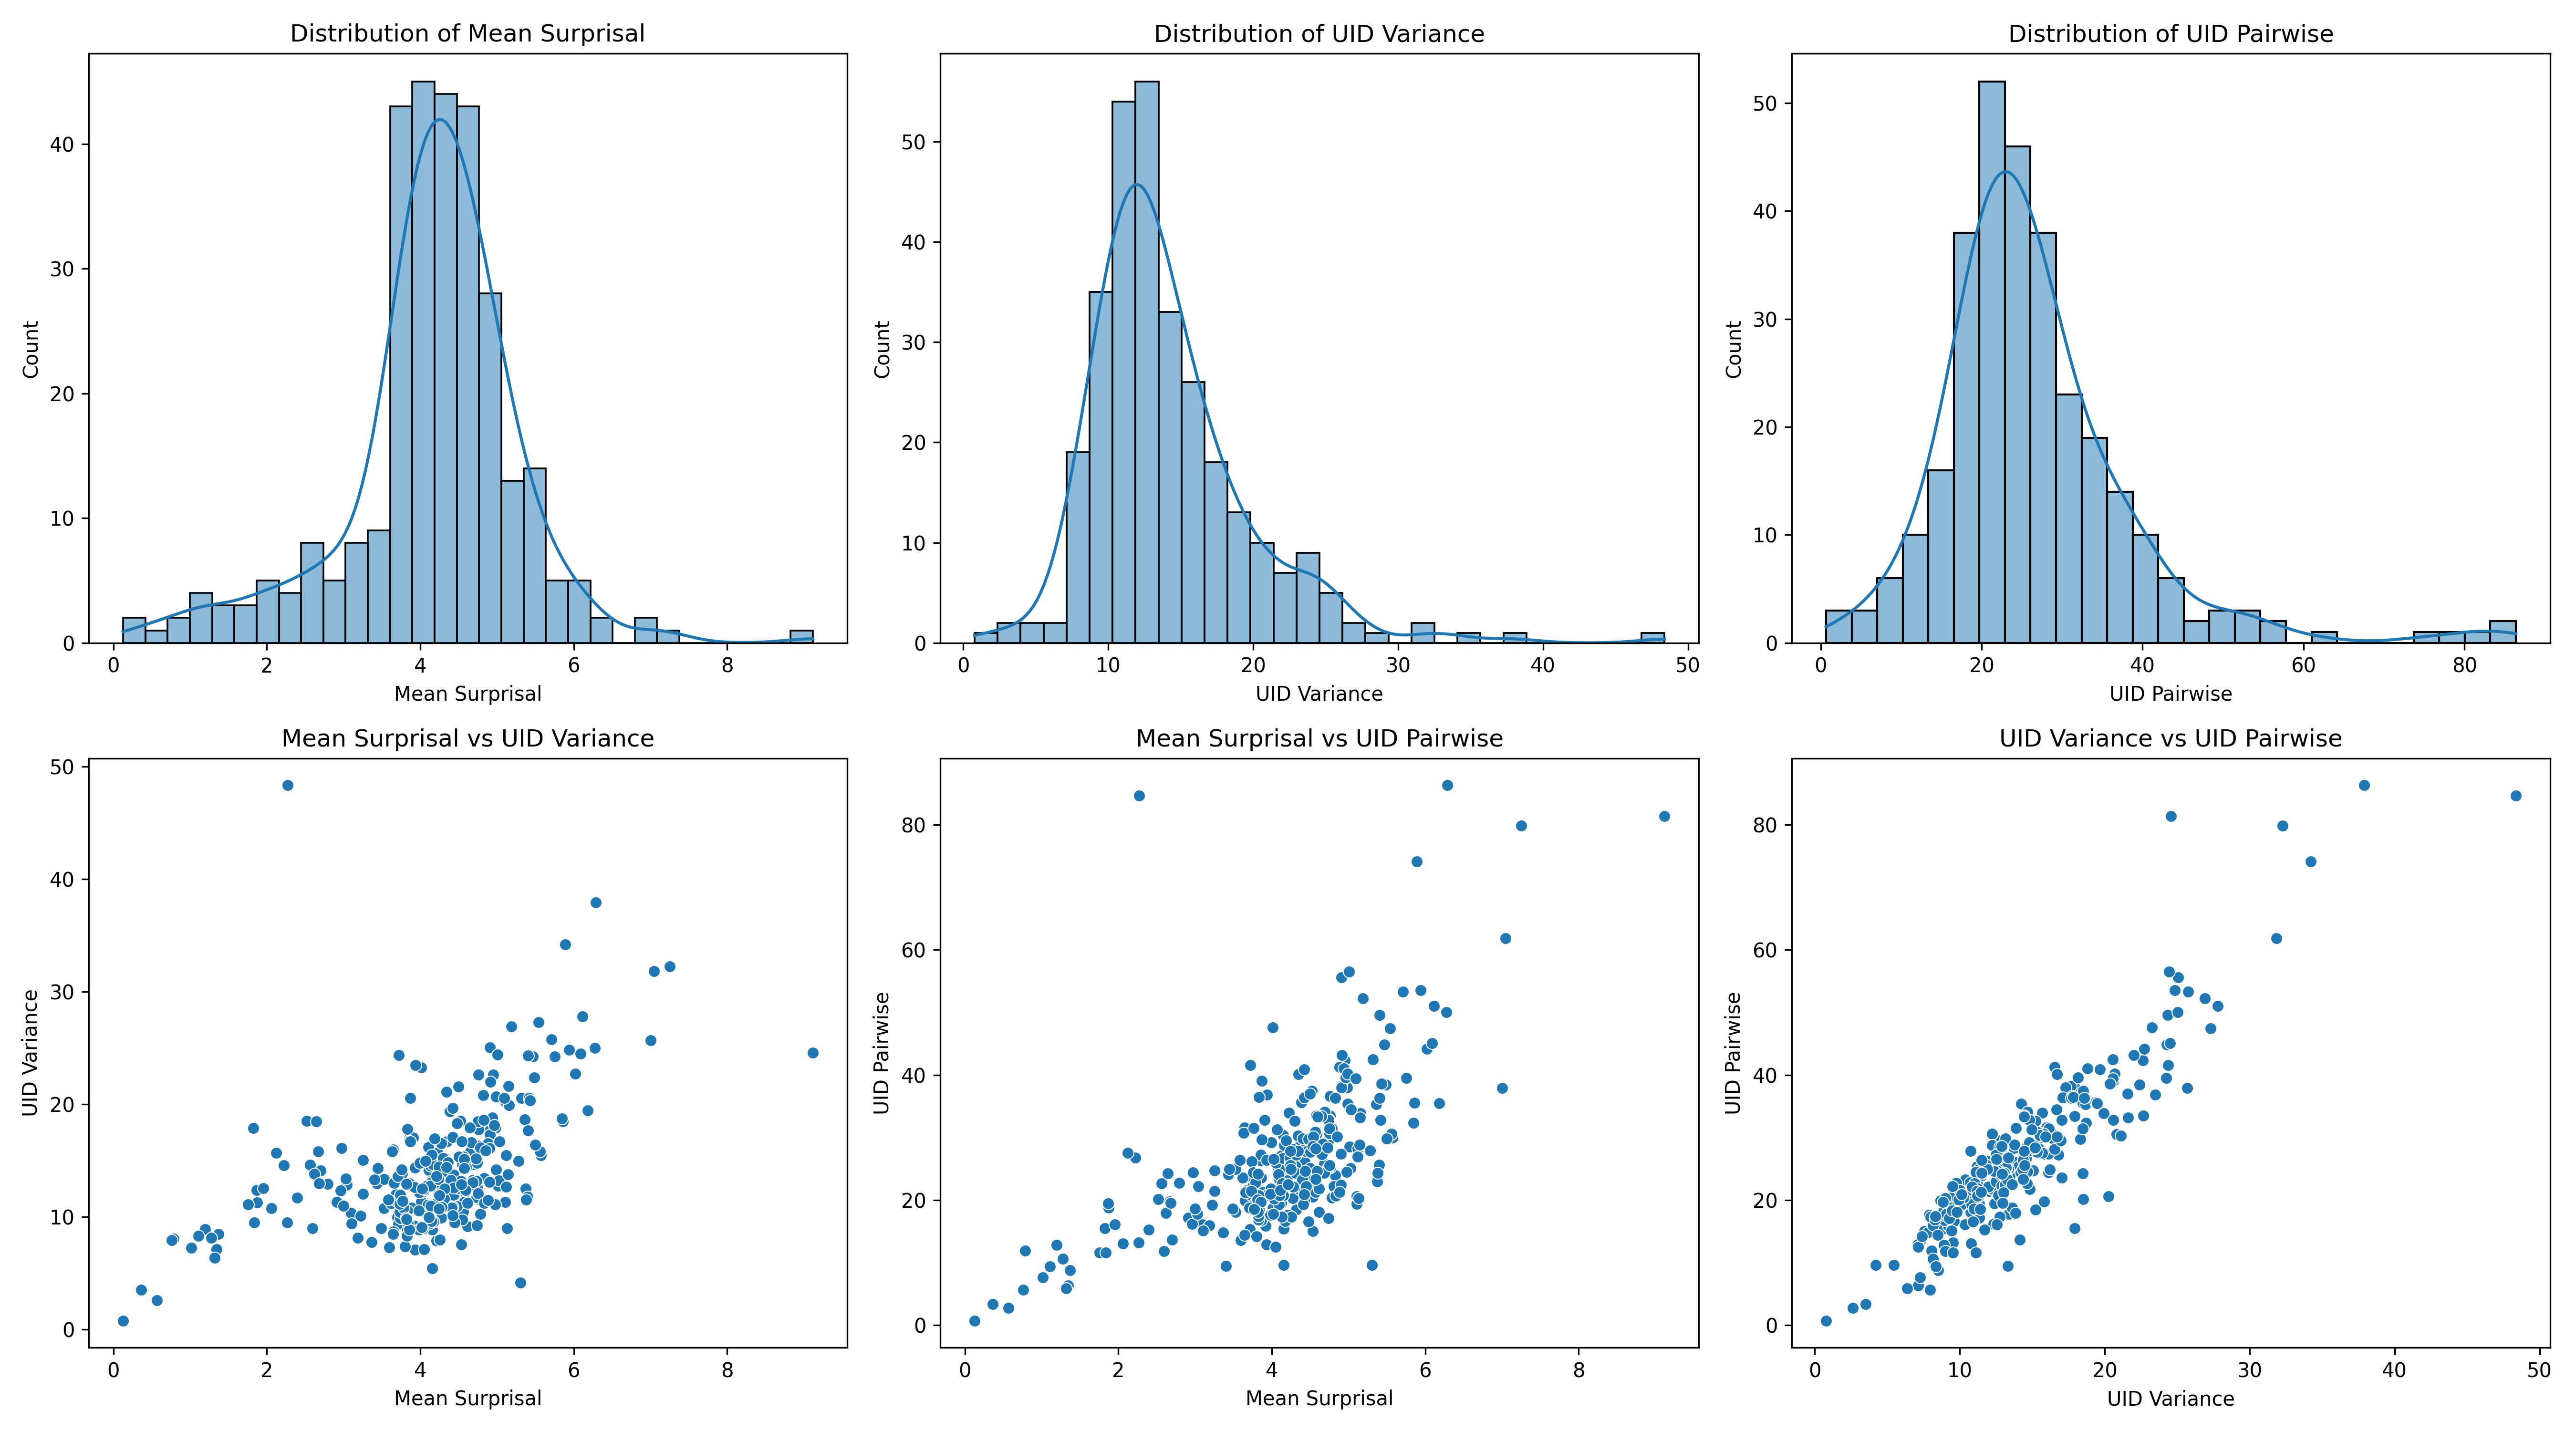 Distribution of Mean Surprisal
Count
40
30
20
10
0
0 2 4 6 8
Mean Surprisal
Distribution of UID Variance
Count
50
40
30
20
10
0
0 10 20 30 40 50
UID Variance
Distribution of UID Pairwise
Count
50
40
30
20
10
0
0 20 40 60 80
UID Pairwise
Mean Surprisal vs UID Variance
UID Variance
50
40
30
20
10
0
0 2 4 6 8
Mean Surprisal
Mean Surprisal vs UID Pairwise
UID Pairwise
80
60
40
20
0
0 2 4 6 8
Mean Surprisal
UID Variance vs UID Pairwise
UID Pairwise
80
60
40
20
0
0 10 20 30 40 50
UID Variance